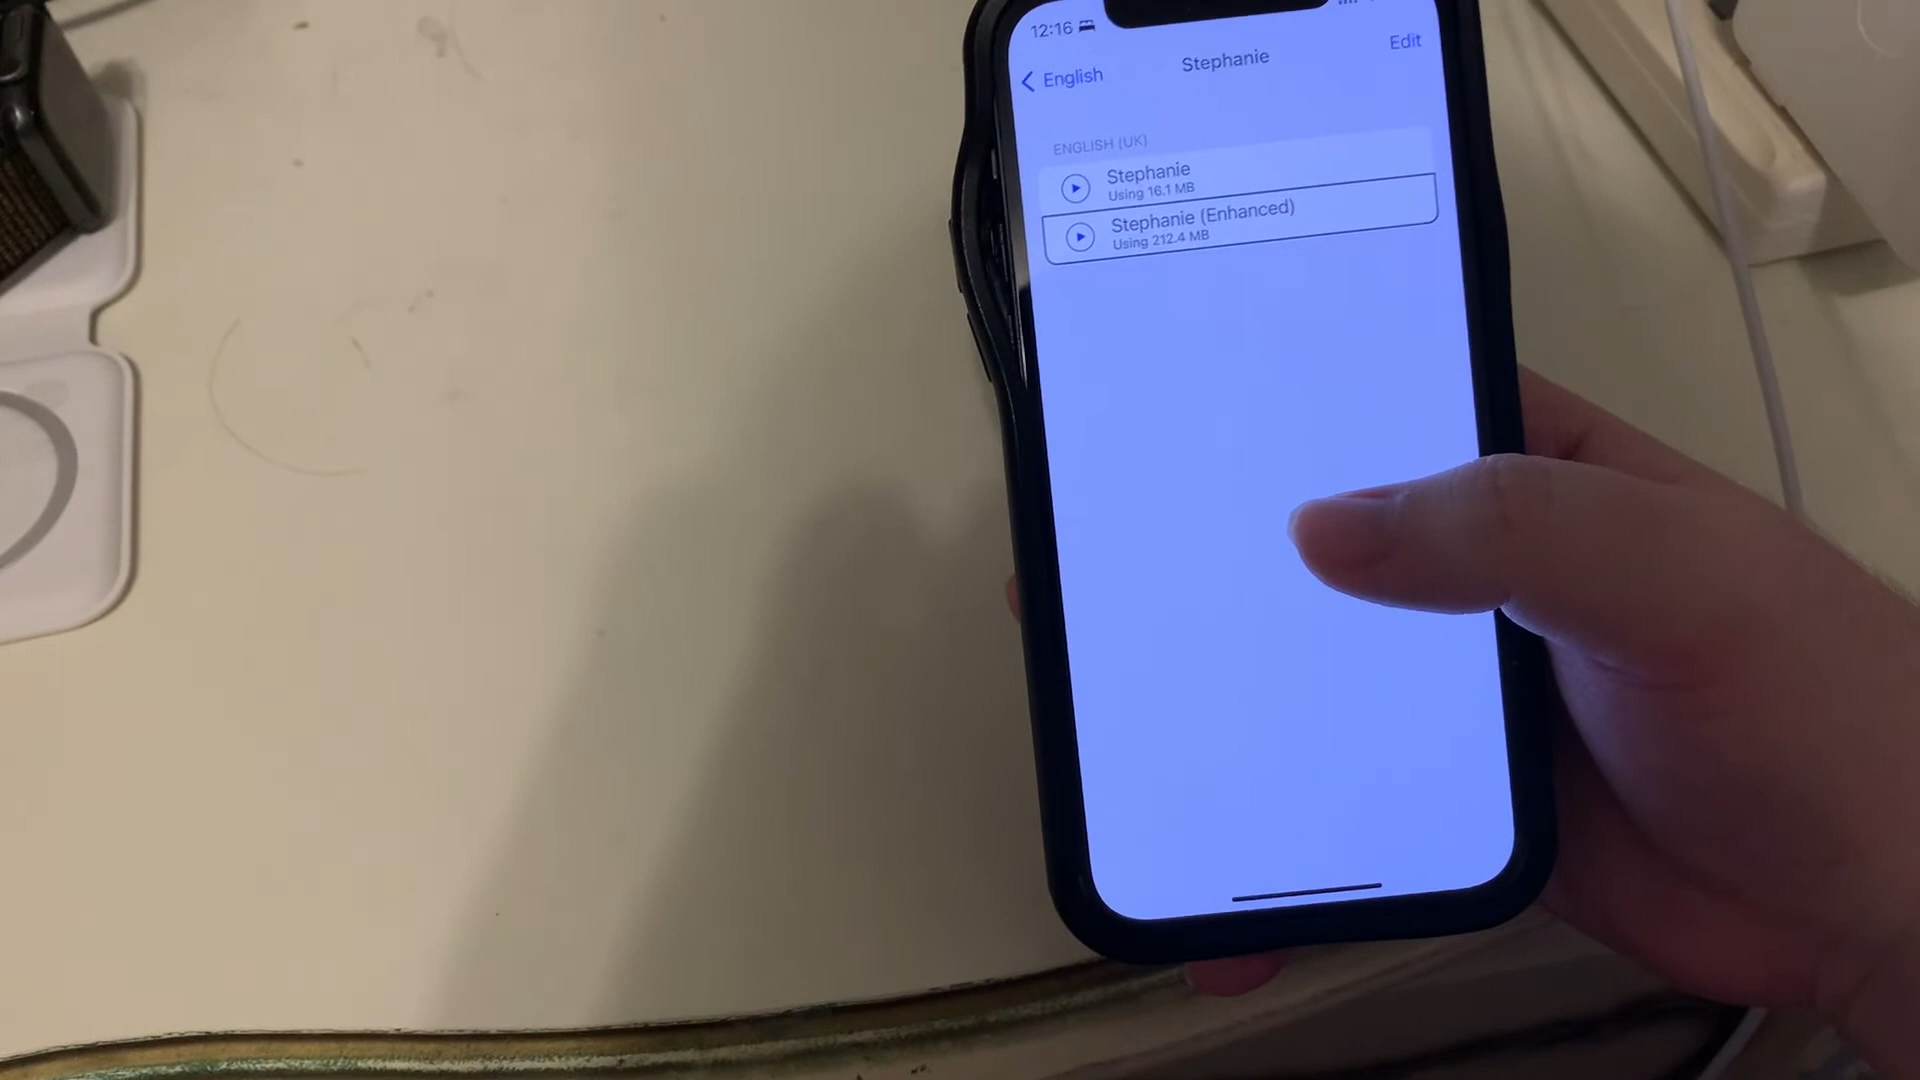 12:16
English
Stephanie
Edit
ENGLISH (UK)
Stephanie
Using 16.1 MB
Stephanie (Enhanced)
Using 212.4 MB